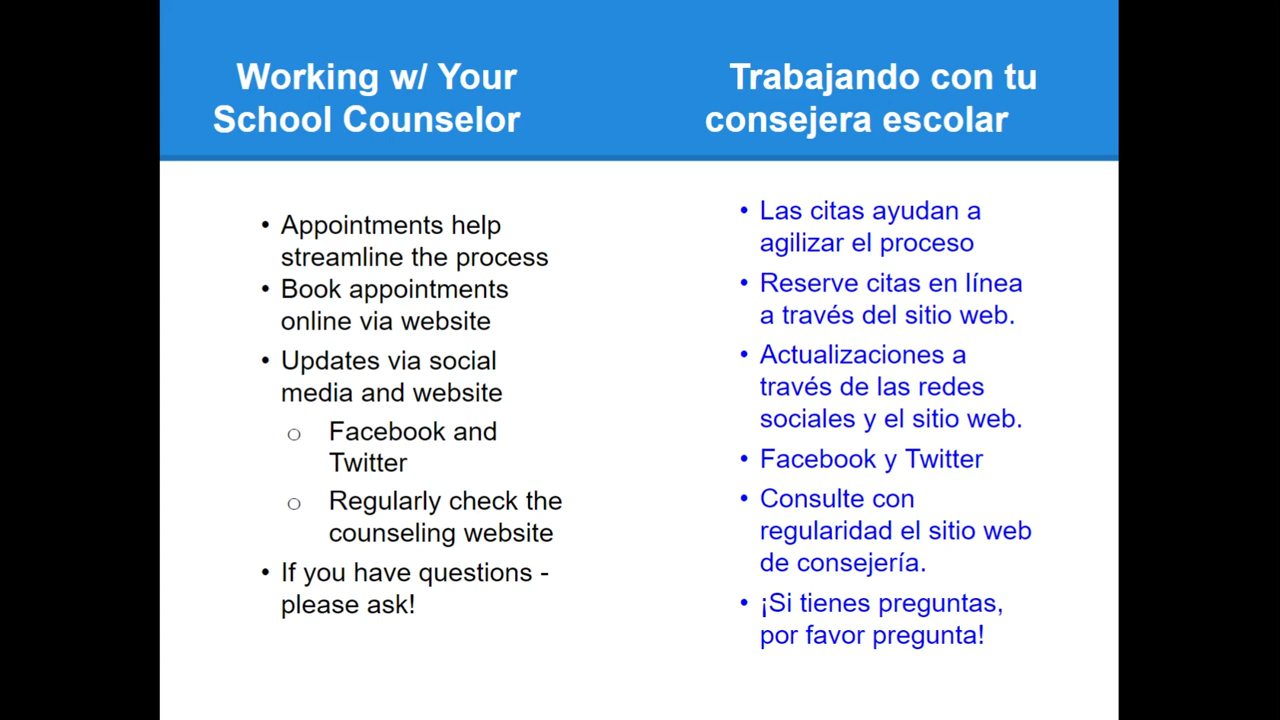 Working w/ Your
School Counselor
Trabajando con tu
consejera escolar
• Appointments help
streamline the process
• Book appointments
online via website
• Updates via social
media and website
○ Facebook and
Twitter
○ Regularly check the
counseling website
• If you have questions -
please ask!
• Las citas ayudan a
agilizar el proceso
• Reserve citas en línea
a través del sitio web.
• Actualizaciones a
través de las redes
sociales y el sitio web.
• Facebook y Twitter
• Consulte con
regularidad el sitio web
de consejería.
• ¡Si tienes preguntas,
por favor pregunta!